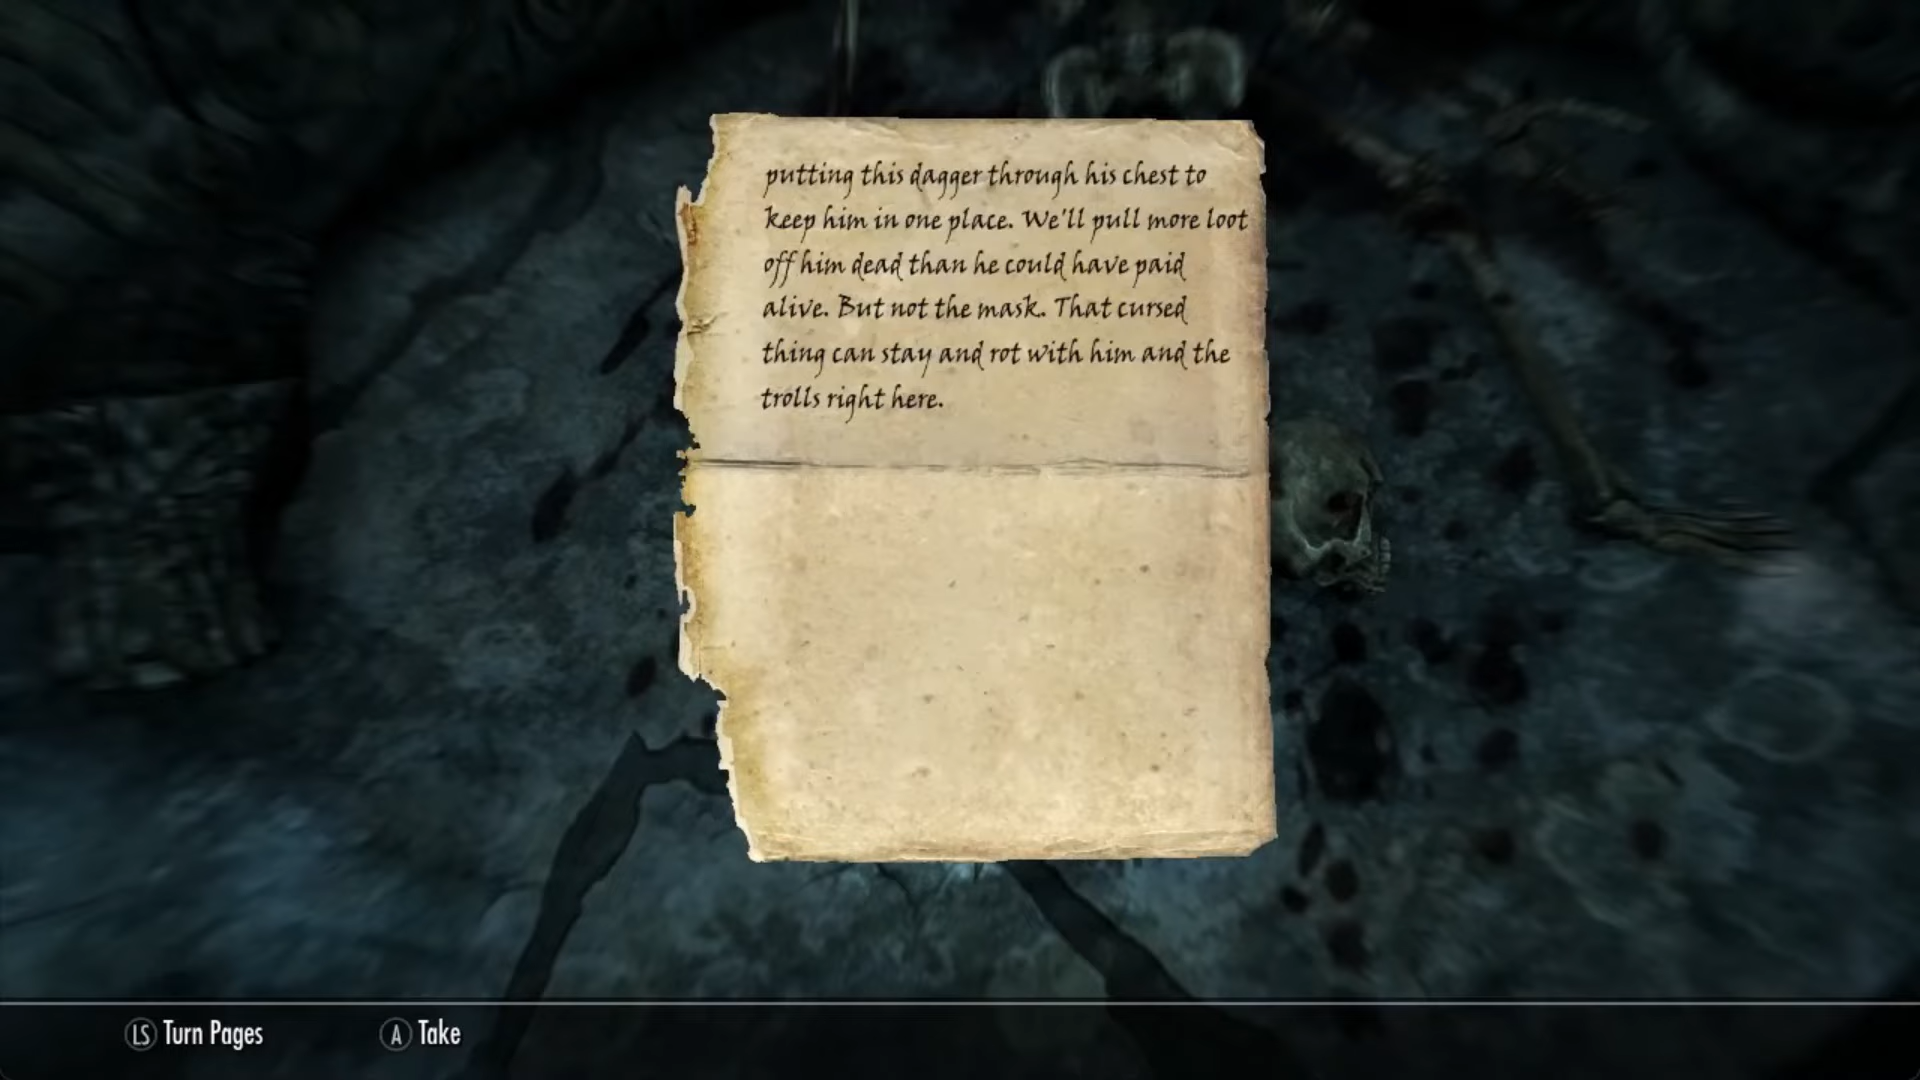 putting this dagger through his chest to
keep him in one place. We'll pull more loot
off him dead than he could have paid
alive. But not the mask. That cursed
thing can stay and rot with him and the
trolls right here.
LS Turn Pages
A Take